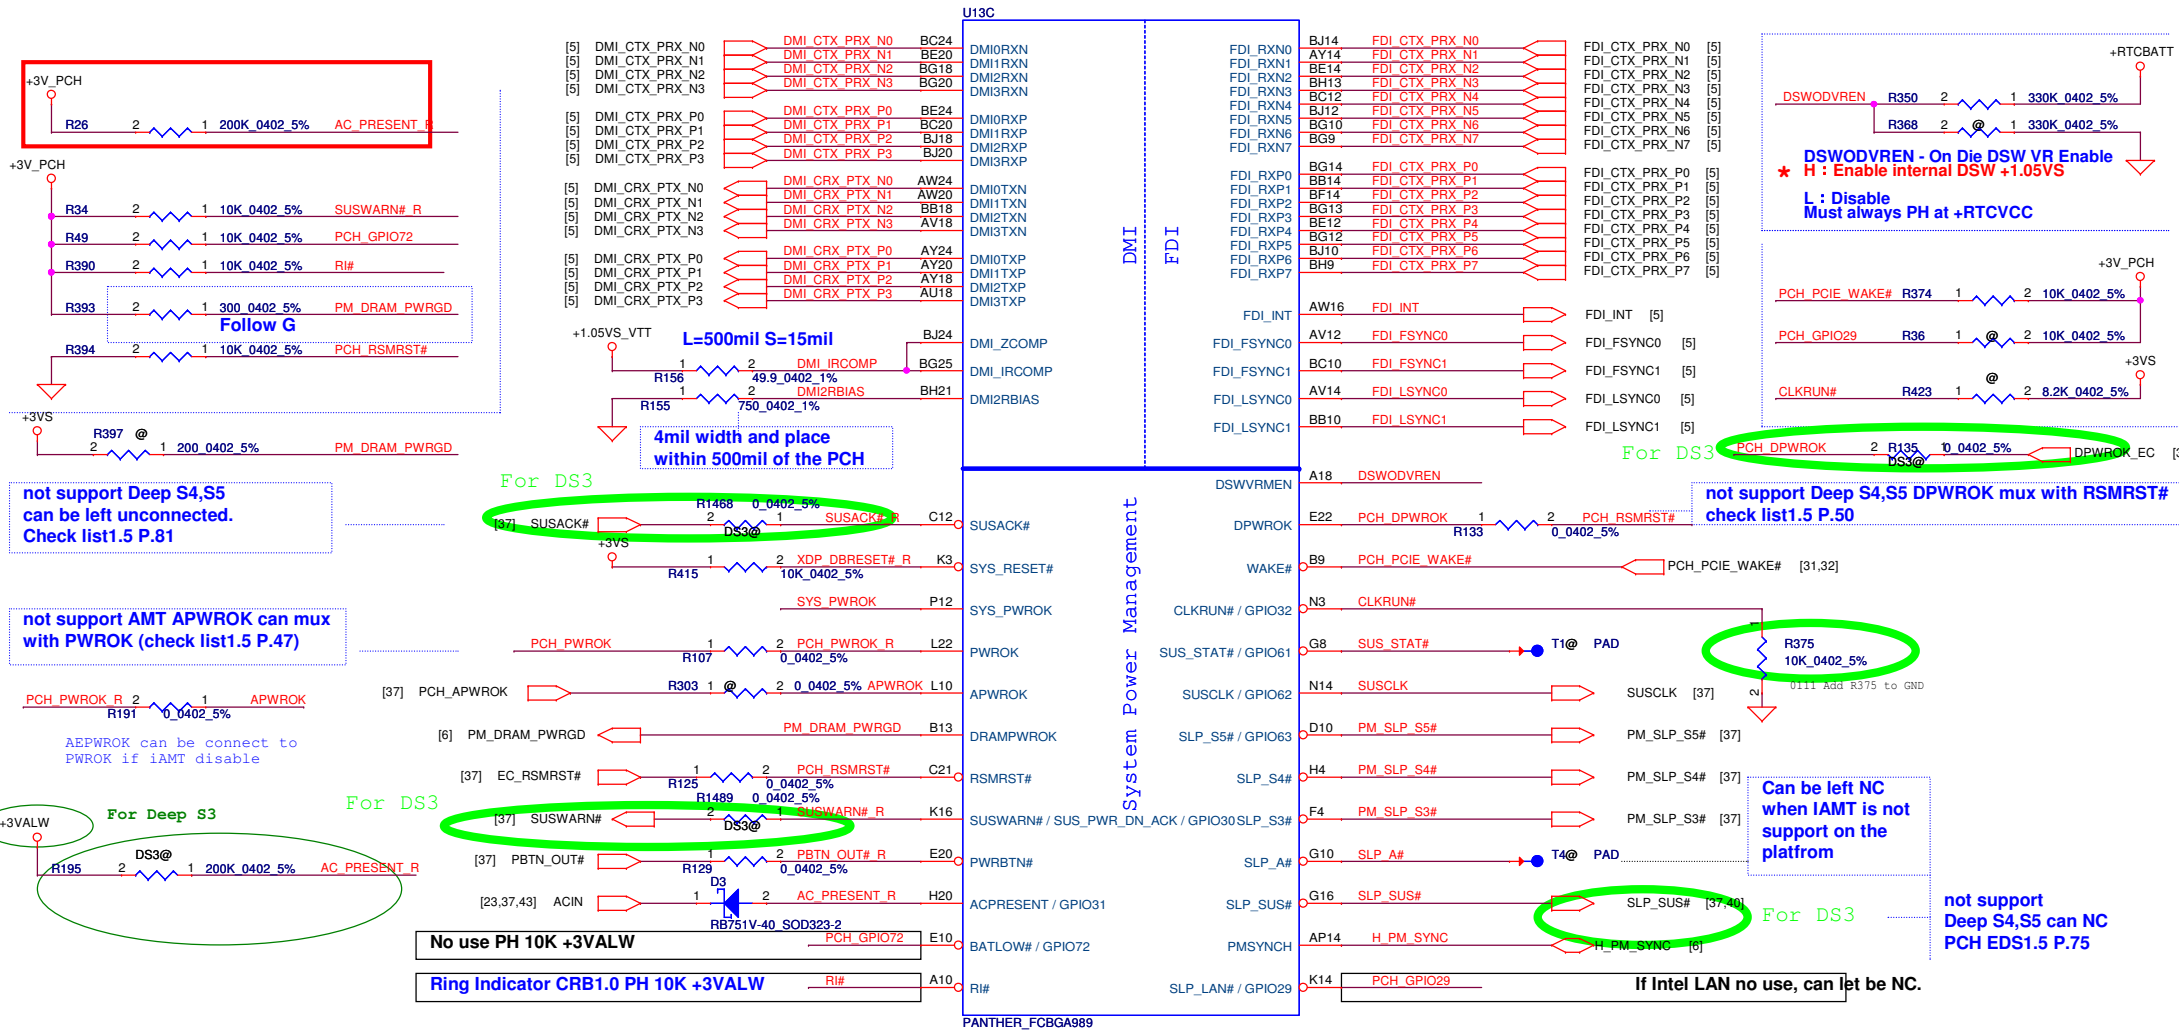 U13C
+3V_PCH
R26 2 1 200K_0402_5% AC_PRESENT_R
+3V_PCH
R34 2 1 10K_0402_5% SUSWARN#_R
R49 2 1 10K_0402_5% PCH_GPIO72
R390 2 1 10K_0402_5% RI#
R393 2 1 300_0402_5% PM_DRAM_PWRGD
Follow G
R394 2 1 10K_0402_5% PCH_RSMRST#
+3VS
R397 @
2 1 200_0402_5% PM_DRAM_PWRGD
not support Deep S4,S5
can be left unconnected.
Check list1.5 P.81
not support AMT APWROK can mux
with PWROK (check list1.5 P.47)
PCH_PWROK_R 2 1 APWROK
R191 0_0402_5%
AEPWROK can be connect to
PWROK if iAMT disable
+3VALW
For Deep S3
DS3@
R195 2 1 200K_0402_5% AC_PRESENT_R
[5] DMI_CTX_PRX_N0 DMI_CTX_PRX_N0 BC24 DMI0RXN
[5] DMI_CTX_PRX_N1 DMI_CTX_PRX_N1 BE20 DMI1RXN
[5] DMI_CTX_PRX_N2 DMI_CTX_PRX_N2 BG18 DMI2RXN
[5] DMI_CTX_PRX_N3 DMI_CTX_PRX_N3 BG20 DMI3RXN
[5] DMI_CTX_PRX_P0 DMI_CTX_PRX_P0 BE24 DMI0RXP
[5] DMI_CTX_PRX_P1 DMI_CTX_PRX_P1 BC20 DMI1RXP
[5] DMI_CTX_PRX_P2 DMI_CTX_PRX_P2 BJ18 DMI2RXP
[5] DMI_CTX_PRX_P3 DMI_CTX_PRX_P3 BJ20 DMI3RXP
[5] DMI_CRX_PTX_N0 DMI_CRX_PTX_N0 AW24 DMI0TXN
[5] DMI_CRX_PTX_N1 DMI_CRX_PTX_N1 AW20 DMI1TXN
[5] DMI_CRX_PTX_N2 DMI_CRX_PTX_N2 BB18 DMI2TXN
[5] DMI_CRX_PTX_N3 DMI_CRX_PTX_N3 AV18 DMI3TXN
[5] DMI_CRX_PTX_P0 DMI_CRX_PTX_P0 AY24 DMI0TXP
[5] DMI_CRX_PTX_P1 DMI_CRX_PTX_P1 AY20 DMI1TXP
[5] DMI_CRX_PTX_P2 DMI_CRX_PTX_P2 AY18 DMI2TXP
[5] DMI_CRX_PTX_P3 DMI_CRX_PTX_P3 AU18 DMI3TXP
+1.05VS_VTT
L=500mil S=15mil
BJ24 DMI_ZCOMP
R156 1 2 DMI_IRCOMP 49.9_0402_1% BG25 DMI_IRCOMP
R155 1 2 DMI2RBIAS 750_0402_1% BH21 DMI2RBIAS
4mil width and place
within 500mil of the PCH
For DS3
R1468 0_0402_5%
[37] SUSACK# 2 1 SUSACK#_R C12 SUSACK#
DS3@
+3VS
R415 1 2 XDP_DBRESET#_R 10K_0402_5% K3 SYS_RESET#
SYS_PWROK P12 SYS_PWROK
PCH_PWROK 1 2 PCH_PWROK_R L22 PWROK
R107 0_0402_5%
[37] PCH_APWROK R303 1 @ 2 0_0402_5% APWROK L10 APWROK
[6] PM_DRAM_PWRGD PM_DRAM_PWRGD B13 DRAMPWROK
[37] EC_RSMRST# 1 2 PCH_RSMRST# C21 RSMRST#
R125 0_0402_5%
For DS3
R1489 0_0402_5%
[37] SUSWARN# 2 1 SUSWARN#_R K16 SUSWARN# / SUS_PWR_DN_ACK / GPIO30
DS3@
[37] PBTN_OUT# 1 2 PBTN_OUT#_R E20 PWRBTN#
R129 0_0402_5%
D3
[23,37,43] ACIN 1 2 AC_PRESENT_R H20 ACPRESENT / GPIO31
RB751V-40_SOD323-2
No use PH 10K +3VALW PCH_GPIO72 E10 BATLOW# / GPIO72
Ring Indicator CRB1.0 PH 10K +3VALW RI# A10 RI#
DMI
FDI
System Power Management
FDI_RXN0 BJ14 FDI_CTX_PRX_N0 FDI_CTX_PRX_N0 [5]
FDI_RXN1 AY14 FDI_CTX_PRX_N1 FDI_CTX_PRX_N1 [5]
FDI_RXN2 BE14 FDI_CTX_PRX_N2 FDI_CTX_PRX_N2 [5]
FDI_RXN3 BH13 FDI_CTX_PRX_N3 FDI_CTX_PRX_N3 [5]
FDI_RXN4 BC12 FDI_CTX_PRX_N4 FDI_CTX_PRX_N4 [5]
FDI_RXN5 BJ12 FDI_CTX_PRX_N5 FDI_CTX_PRX_N5 [5]
FDI_RXN6 BG10 FDI_CTX_PRX_N6 FDI_CTX_PRX_N6 [5]
FDI_RXN7 BG9 FDI_CTX_PRX_N7 FDI_CTX_PRX_N7 [5]
FDI_RXP0 BG14 FDI_CTX_PRX_P0 FDI_CTX_PRX_P0 [5]
FDI_RXP1 BB14 FDI_CTX_PRX_P1 FDI_CTX_PRX_P1 [5]
FDI_RXP2 BF14 FDI_CTX_PRX_P2 FDI_CTX_PRX_P2 [5]
FDI_RXP3 BG13 FDI_CTX_PRX_P3 FDI_CTX_PRX_P3 [5]
FDI_RXP4 BE12 FDI_CTX_PRX_P4 FDI_CTX_PRX_P4 [5]
FDI_RXP5 BG12 FDI_CTX_PRX_P5 FDI_CTX_PRX_P5 [5]
FDI_RXP6 BJ10 FDI_CTX_PRX_P6 FDI_CTX_PRX_P6 [5]
FDI_RXP7 BH9 FDI_CTX_PRX_P7 FDI_CTX_PRX_P7 [5]
FDI_INT AW16 FDI_INT FDI_INT [5]
FDI_FSYNC0 AV12 FDI_FSYNC0 FDI_FSYNC0 [5]
FDI_FSYNC1 BC10 FDI_FSYNC1 FDI_FSYNC1 [5]
FDI_LSYNC0 AV14 FDI_LSYNC0 FDI_LSYNC0 [5]
FDI_LSYNC1 BB10 FDI_LSYNC1 FDI_LSYNC1 [5]
DSWVRMEN A18 DSWODVREN
DPWROK E22 PCH_DPWROK 1 2 PCH_RSMRST#
R133 0_0402_5%
WAKE# B9 PCH_PCIE_WAKE# PCH_PCIE_WAKE# [31,32]
CLKRUN# / GPIO32 N3 CLKRUN#
SUS_STAT# / GPIO61 G8 SUS_STAT# T1@ PAD
SUSCLK / GPIO62 N14 SUSCLK SUSCLK [37]
SLP_S5# / GPIO63 D10 PM_SLP_S5# PM_SLP_S5# [37]
SLP_S4# H4 PM_SLP_S4# PM_SLP_S4# [37]
SLP_S3# F4 PM_SLP_S3# PM_SLP_S3# [37]
SLP_A# G10 SLP_A# T4@ PAD
SLP_SUS# G16 SLP_SUS# SLP_SUS# [37,40]
For DS3
PMSYNCH AP14 H_PM_SYNC H_PM_SYNC [6]
SLP_LAN# / GPIO29 K14 PCH_GPIO29 If Intel LAN no use, can let be NC.
+RTCBATT
DSWODVREN R350 2 1 330K_0402_5%
R368 2 @ 1 330K_0402_5%
DSWODVREN - On Die DSW VR Enable
* H : Enable internal DSW +1.05VS
L : Disable
Must always PH at +RTCVCC
+3V_PCH
PCH_PCIE_WAKE# R374 1 2 10K_0402_5%
PCH_GPIO29 R36 1 @ 2 10K_0402_5%
+3VS
@
CLKRUN# R423 1 2 8.2K_0402_5%
For DS3
PCH_DPWROK 2 R135 1 0_0402_5% DPWROK_EC
DS3@
not support Deep S4,S5 DPWROK mux with RSMRST#
check list1.5 P.50
1
R375
10K_0402_5%
2
0111 Add R375 to GND
Can be left NC
when IAMT is not
support on the
platfrom
not support
Deep S4,S5 can NC
PCH EDS1.5 P.75
PANTHER_FCBGA989